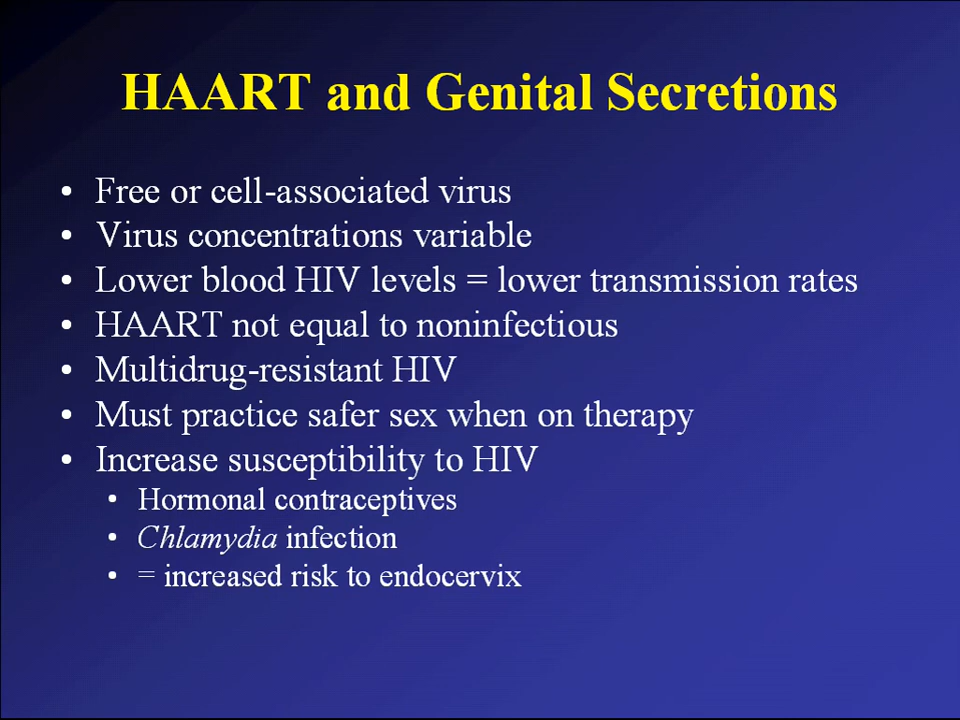 HAART and Genital Secretions
• Free or cell-associated virus
• Virus concentrations variable
• Lower blood HIV levels = lower transmission rates
• HAART not equal to noninfectious
• Multidrug-resistant HIV
• Must practice safer sex when on therapy
• Increase susceptibility to HIV
• Hormonal contraceptives
• Chlamydia infection
• = increased risk to endocervix